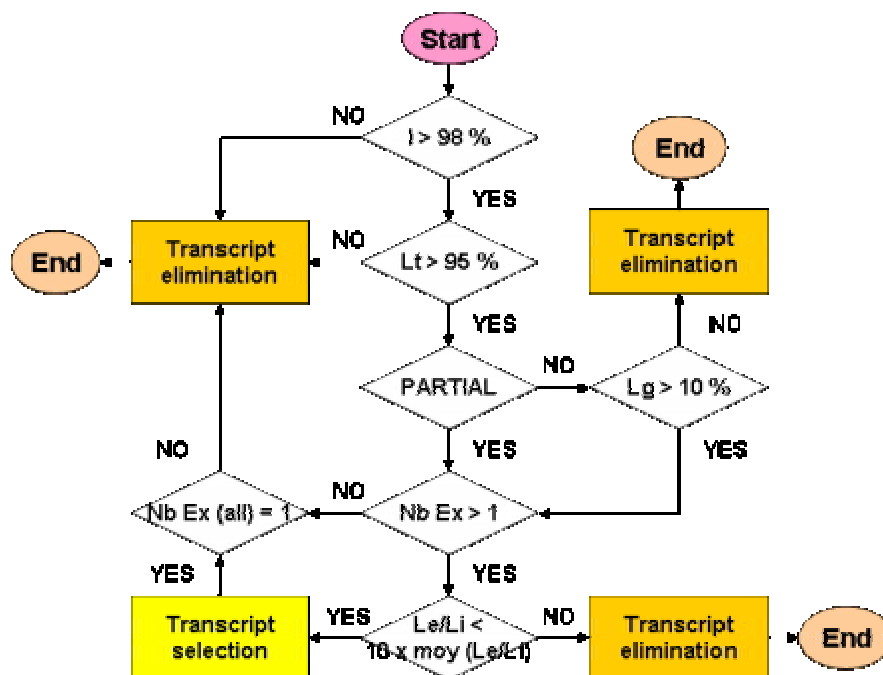 Start
NO
I > 98 %
End
YES
End
Transcript
elimination
NO
Lt > 95 %
Transcript
elimination
YES
NO
PARTIAL
NO
Lg > 10 %
NO
YES
YES
Nb Ex (all) = 1
NO
Nb Ex > 1
YES
YES
Transcript
selection
YES
Le/Li <
10 x moy (Le/Li)
NO
Transcript
elimination
End